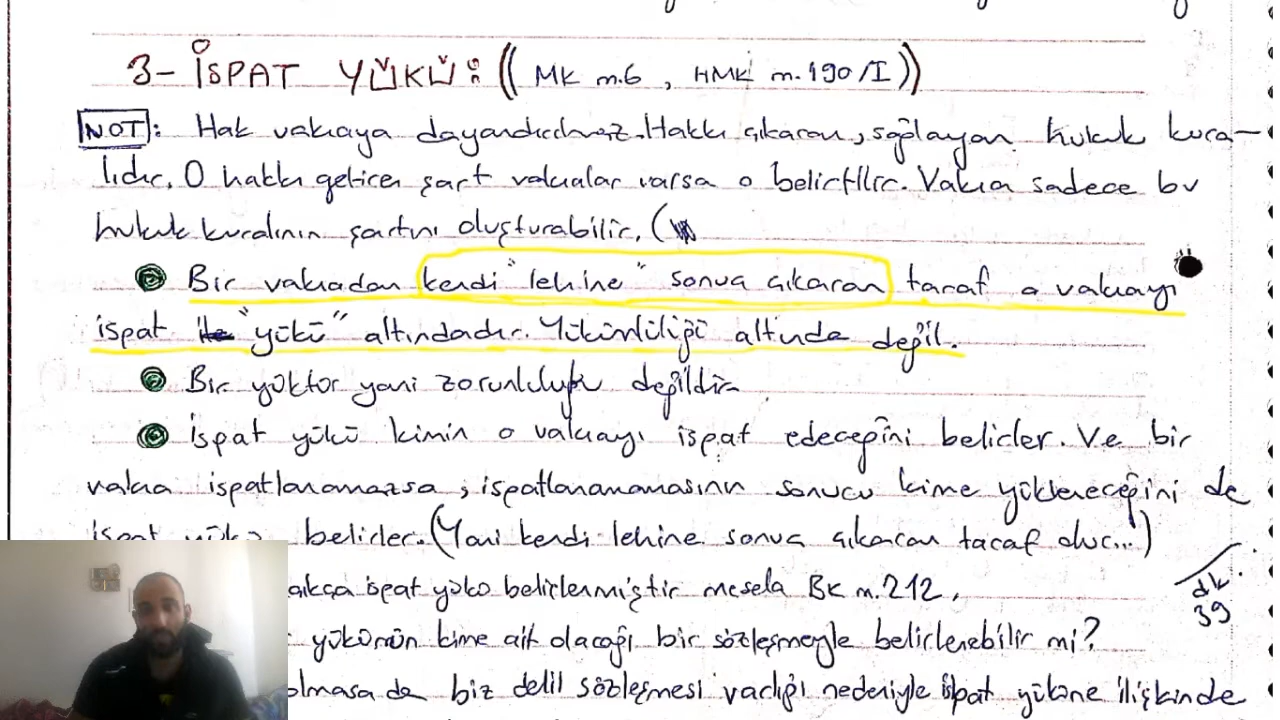 3- İSPAT YÜKÜ: ((MK m.6, HMK m.190/I))
NOT: Hak vakıaya dayandırılmaz. Hakkı çıkaran, sağlayan hukuk kura-
lıdır. O hakkı getiren şart vakıalar varsa o belirtilir. Vakıa sadece bu
hukuk kuralının şartını oluşturabilir. (
Bir vakıadan kendi "lehine" sonuç çıkaran taraf o vakıayı
ispat "yükü" altındadır. Yükümlülüğü altında değil.
Bir yüktür yani zorunluluğu değildir
İspat yükü kimin o vakıayı ispat edeceğini belirler. Ve bir
vakıa ispatlanamazsa, ispatlanamamasının sonucu kime yükleneceğini de
ispat yükü belirler. (Yani kendi lehine sonuç çıkaran taraf olur...)
dk
39
açıkça ispat yükü belirlenmiştir mesela BK m.212.
yükünün kime ait olacağı bir sözleşmeyle belirlenebilir mi?
olmasa da biz delil sözleşmesi varlığı nedeniyle ispat yüküne ilişkinde